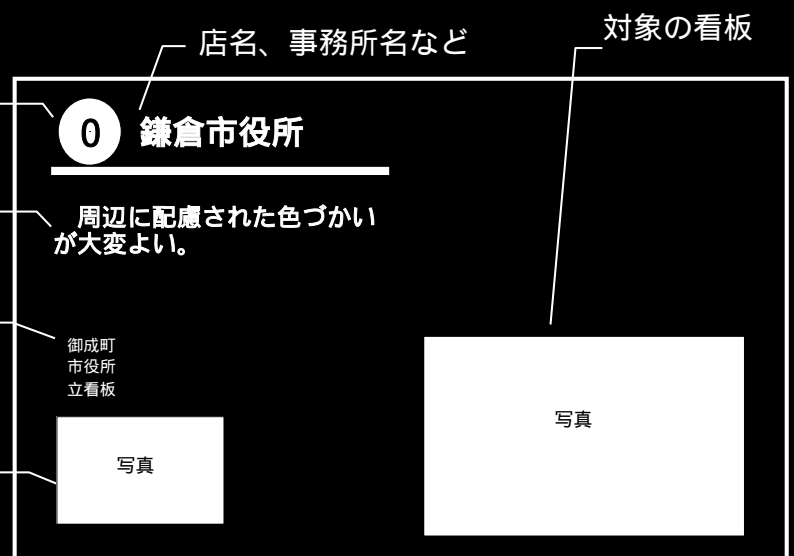 店名、事務所名など
対象の看板
0 鎌倉市役所
周辺に配慮された色づかい
が大変よい。
御成町
市役所
立看板
写真
写真